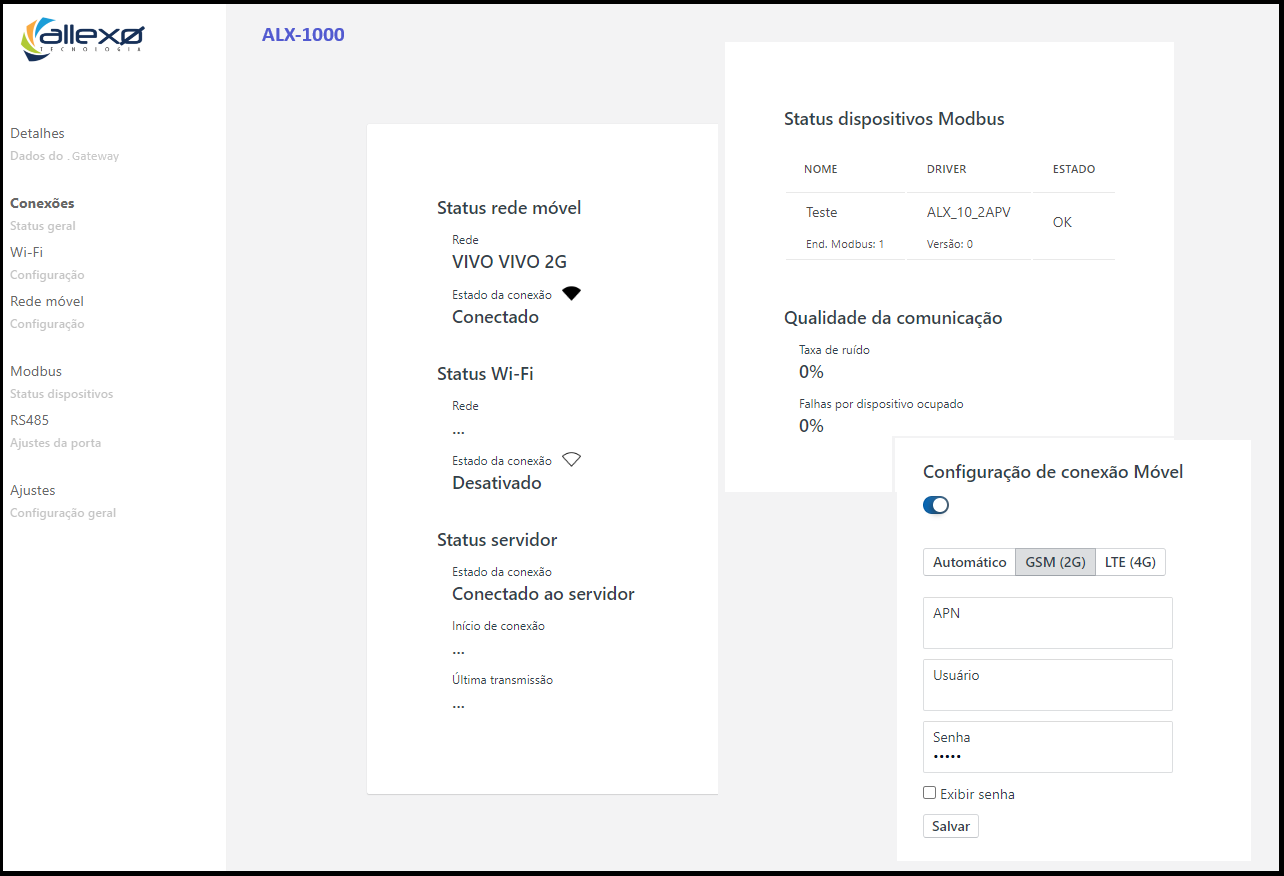 allexo
TECNOLOGIA
ALX-1000
Detalhes
Dados do . Gateway
Conexões
Status geral
Wi-Fi
Configuração
Rede móvel
Configuração
Modbus
Status dispositivos
RS485
Ajustes da porta
Ajustes
Configuração geral
Status rede móvel
Rede
VIVO VIVO 2G
Estado da conexão
Conectado
Status Wi-Fi
Rede
...
Estado da conexão
Desativado
Status servidor
Estado da conexão
Conectado ao servidor
Início de conexão
...
Última transmissão
...
Status dispositivos Modbus
NOME DRIVER ESTADO
Teste ALX_10_2APV OK
End. Modbus: 1 Versão: 0
Qualidade da comunicação
Taxa de ruído
0%
Falhas por dispositivo ocupado
0%
Configuração de conexão Móvel
Automático GSM (2G) LTE (4G)
APN
Usuário
Senha
•••••
Exibir senha
Salvar